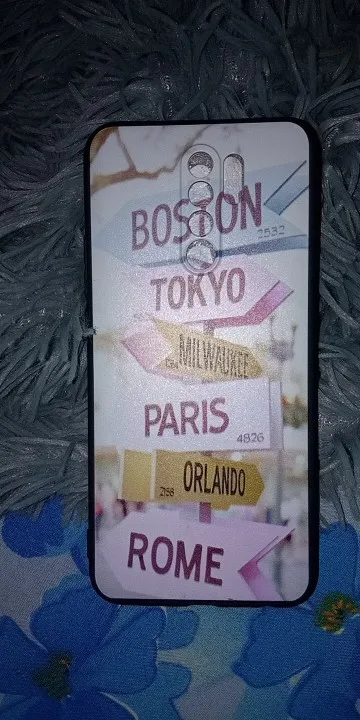 BOSTON
2532
TOKYO
MILWAUKEE
PARIS
4826
ORLANDO
2158
ROME